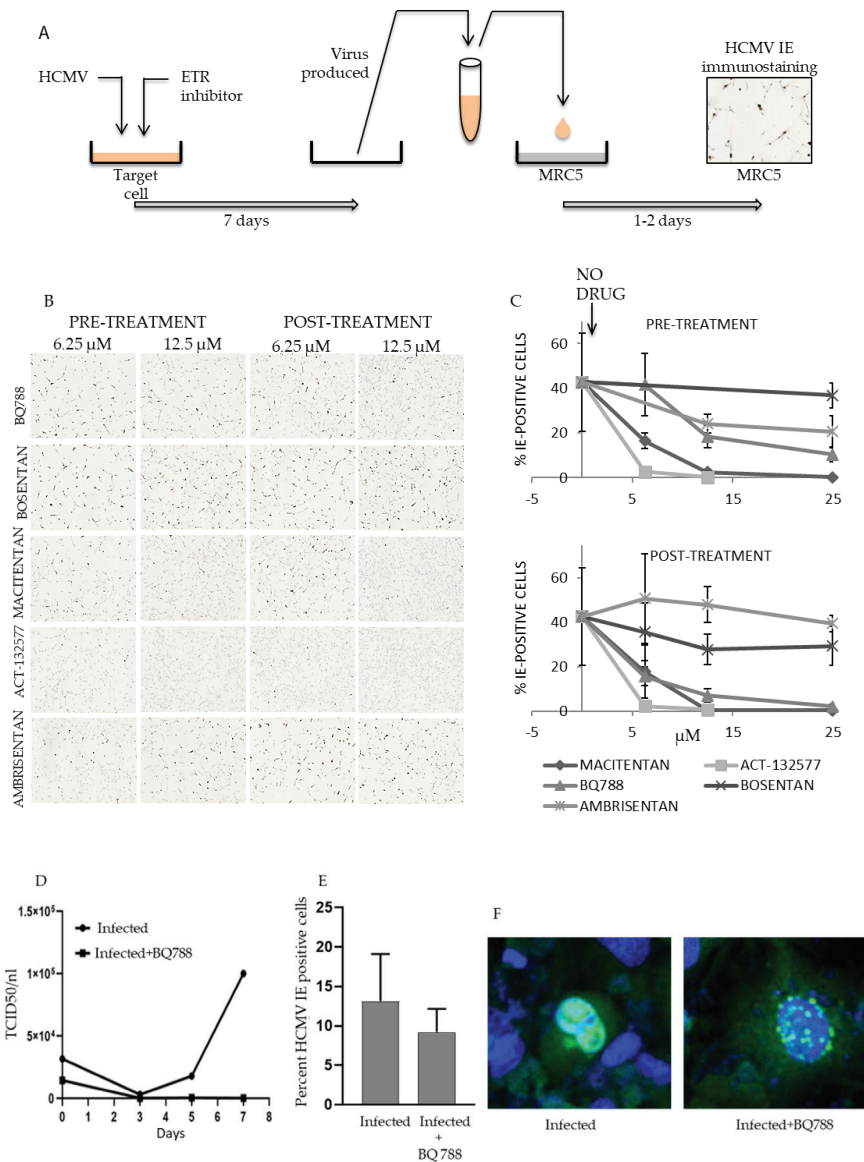 A
HCMV
ETR
inhibitor
Virus
produced
HCMV IE
immunostaining
Target
cell
MRC5
MRC5
7 days
1-2 days
B
PRE-TREATMENT
POST-TREATMENT
6.25 µM
12.5 µM
6.25 µM
12.5 µM
BQ788
BOSENTAN
MACITENTAN
ACT-132577
AMBRISENTAN
C
NO
DRUG
PRE-TREATMENT
% IE-POSITIVE CELLS
60
40
20
0
-5
5
15
25
POST-TREATMENT
% IE-POSITIVE CELLS
60
40
20
0
-5
5
µM
15
25
MACITENTAN
ACT-132577
BQ788
BOSENTAN
AMBRISENTAN
D
1.5×10⁵
1×10⁵
5×10⁴
0
TCID50/nl
Infected
Infected+BQ788
0 1 2 3 4 5 6 7 8
Days
E
Percent HCMV IE positive cells
25
20
15
10
5
0
Infected
Infected
+
BQ 788
F
Infected
Infected+BQ788